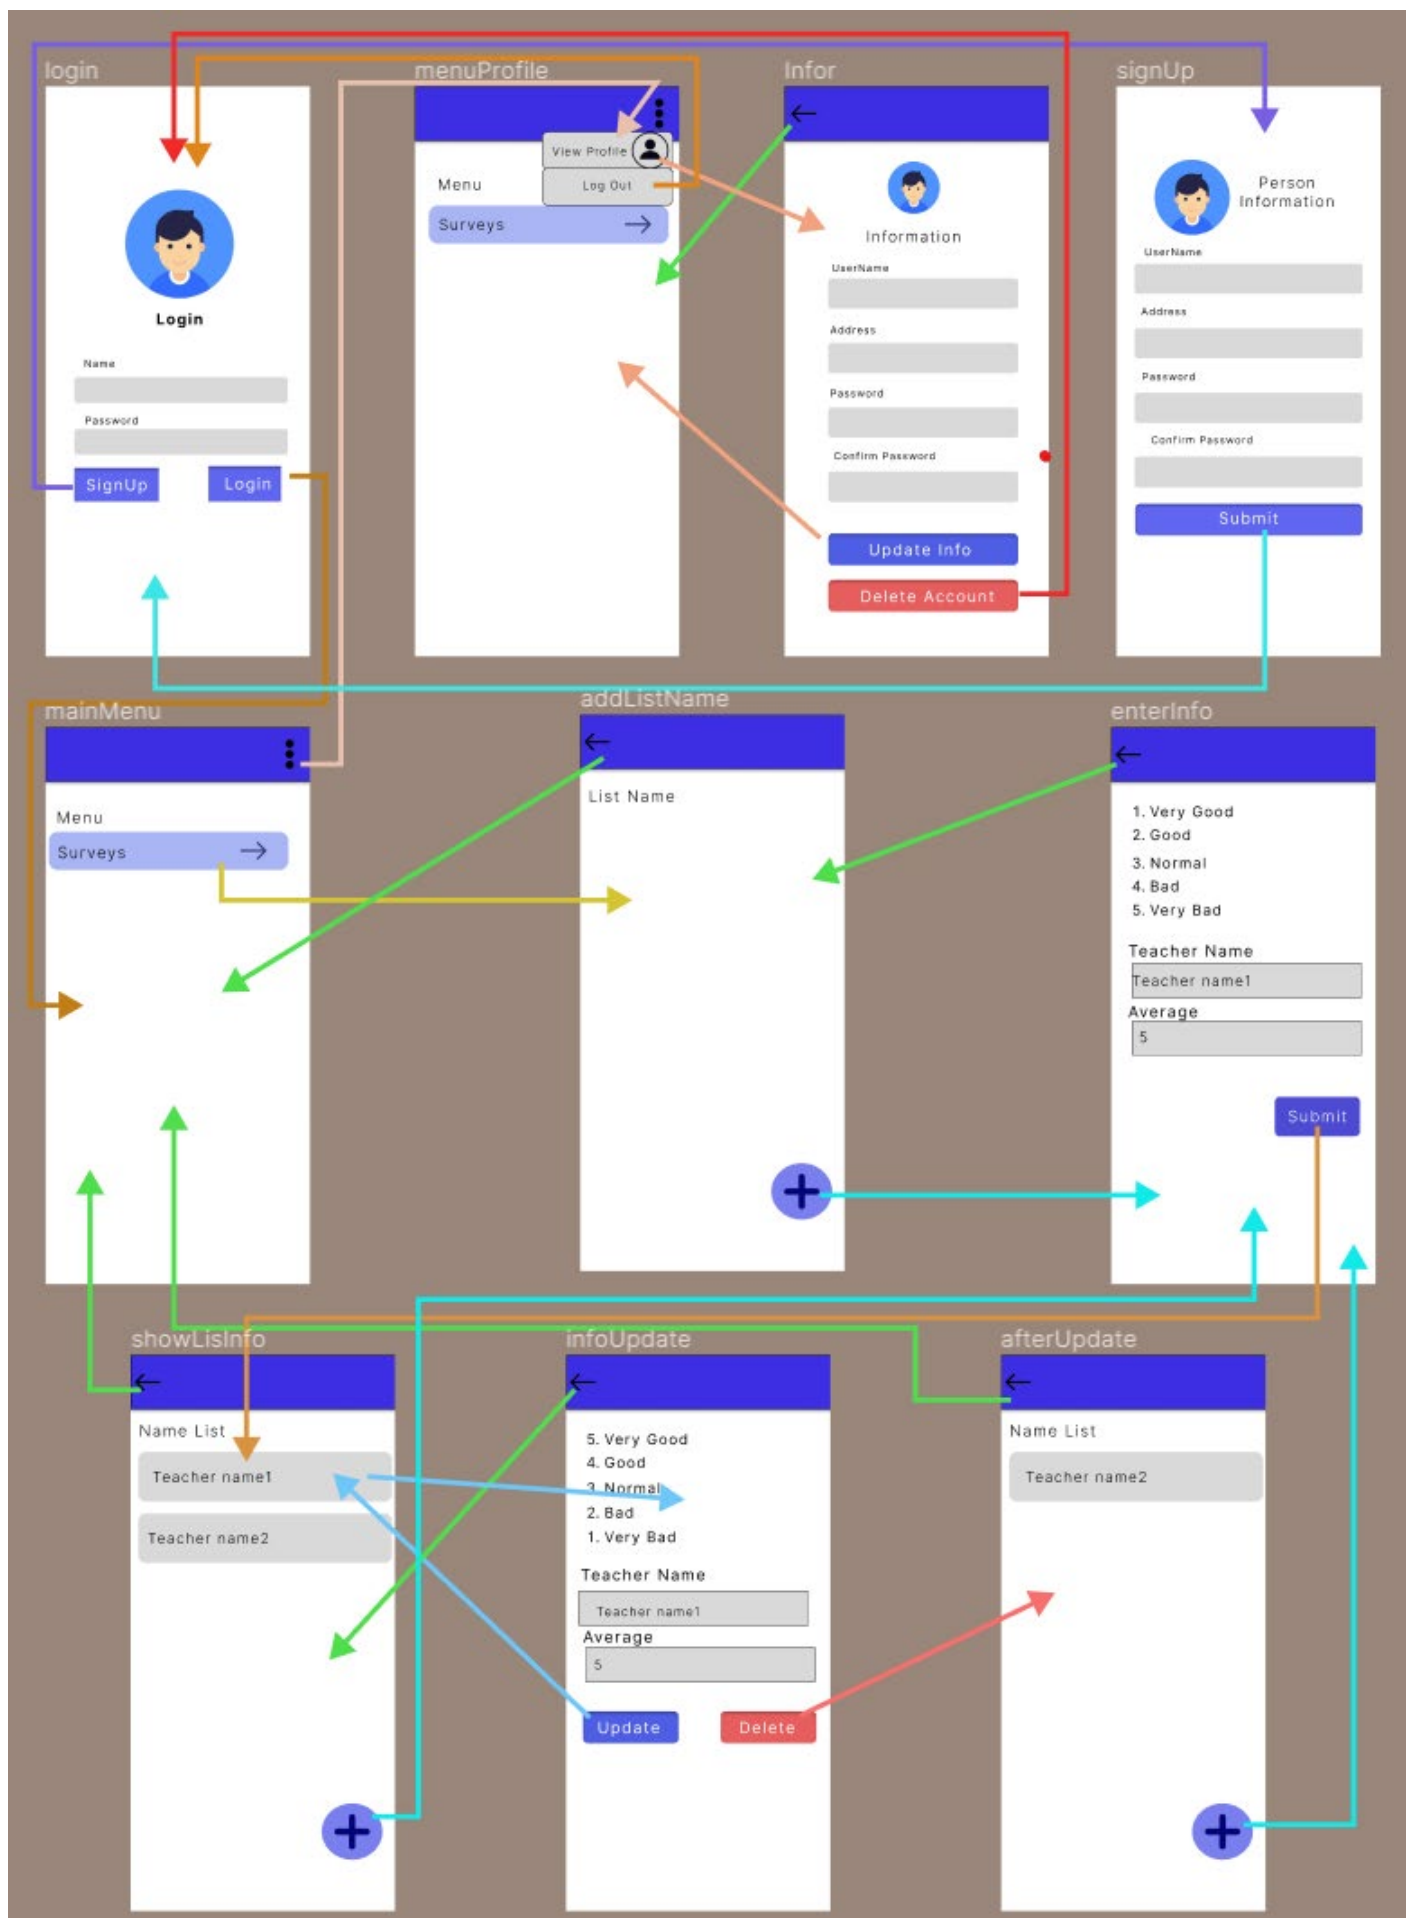 login
Login
Name
Password
SignUp
Login
menuProfile
View Profile
Log Out
Menu
Surveys
Infor
Information
UserName
Address
Password
Confirm Password
Update Info
Delete Account
signUp
Person
Information
UserName
Address
Password
Confirm Password
Submit
mainMenu
Menu
Surveys
addListName
List Name
enterInfo
1. Very Good
2. Good
3. Normal
4. Bad
5. Very Bad
Teacher Name
Teacher name1
Average
5
Submit
showLisInfo
Name List
Teacher name1
Teacher name2
infoUpdate
5. Very Good
4. Good
3. Normal
2. Bad
1. Very Bad
Teacher Name
Teacher name1
Average
5
Update
Delete
afterUpdate
Name List
Teacher name2